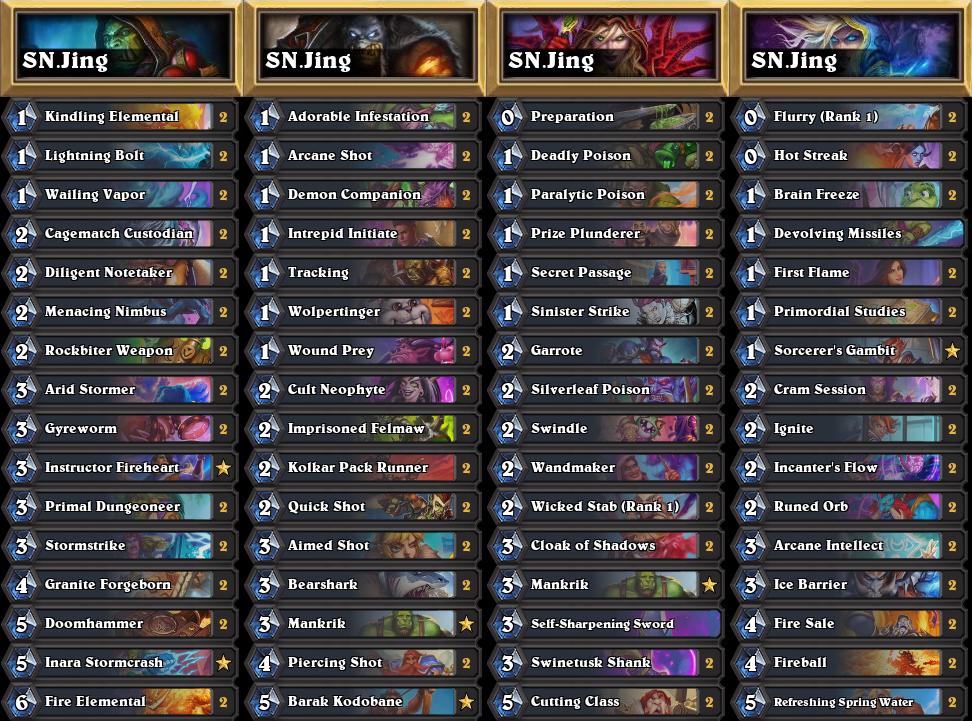 SN.Jing
1 Kindling Elemental 2
1 Lightning Bolt 2
1 Wailing Vapor 2
2 Cagematch Custodian 2
2 Diligent Notetaker 2
2 Menacing Nimbus 2
2 Rockbiter Weapon 2
3 Arid Stormer 2
3 Gyreworm 2
3 Instructor Fireheart
3 Primal Dungeoneer 2
3 Stormstrike 2
4 Granite Forgeborn 2
5 Doomhammer 2
5 Inara Stormcrash
6 Fire Elemental 2
SN.Jing
1 Adorable Infestation 2
1 Arcane Shot 2
1 Demon Companion 2
1 Intrepid Initiate 2
1 Tracking 2
1 Wolpertinger 2
1 Wound Prey 2
2 Cult Neophyte 2
2 Imprisoned Felmaw 2
2 Kolkar Pack Runner 2
2 Quick Shot 2
3 Aimed Shot 2
3 Bearshark 2
3 Mankrik
4 Piercing Shot 2
5 Barak Kodobane
SN.Jing
0 Preparation 2
1 Deadly Poison 2
1 Paralytic Poison 2
1 Prize Plunderer 2
1 Secret Passage 2
1 Sinister Strike 2
2 Garrote 2
2 Silverleaf Poison 2
2 Swindle 2
2 Wandmaker 2
2 Wicked Stab (Rank 1) 2
3 Cloak of Shadows 2
3 Mankrik
3 Self-Sharpening Sword
3 Swinetusk Shank 2
5 Cutting Class 2
SN.Jing
0 Flurry (Rank 1) 2
0 Hot Streak 2
1 Brain Freeze 2
1 Devolving Missiles
1 First Flame 2
1 Primordial Studies 2
1 Sorcerer's Gambit
2 Cram Session 2
2 Ignite 2
2 Incanter's Flow 2
2 Runed Orb 2
3 Arcane Intellect 2
3 Ice Barrier 2
4 Fire Sale 2
4 Fireball 2
5 Refreshing Spring Water 2